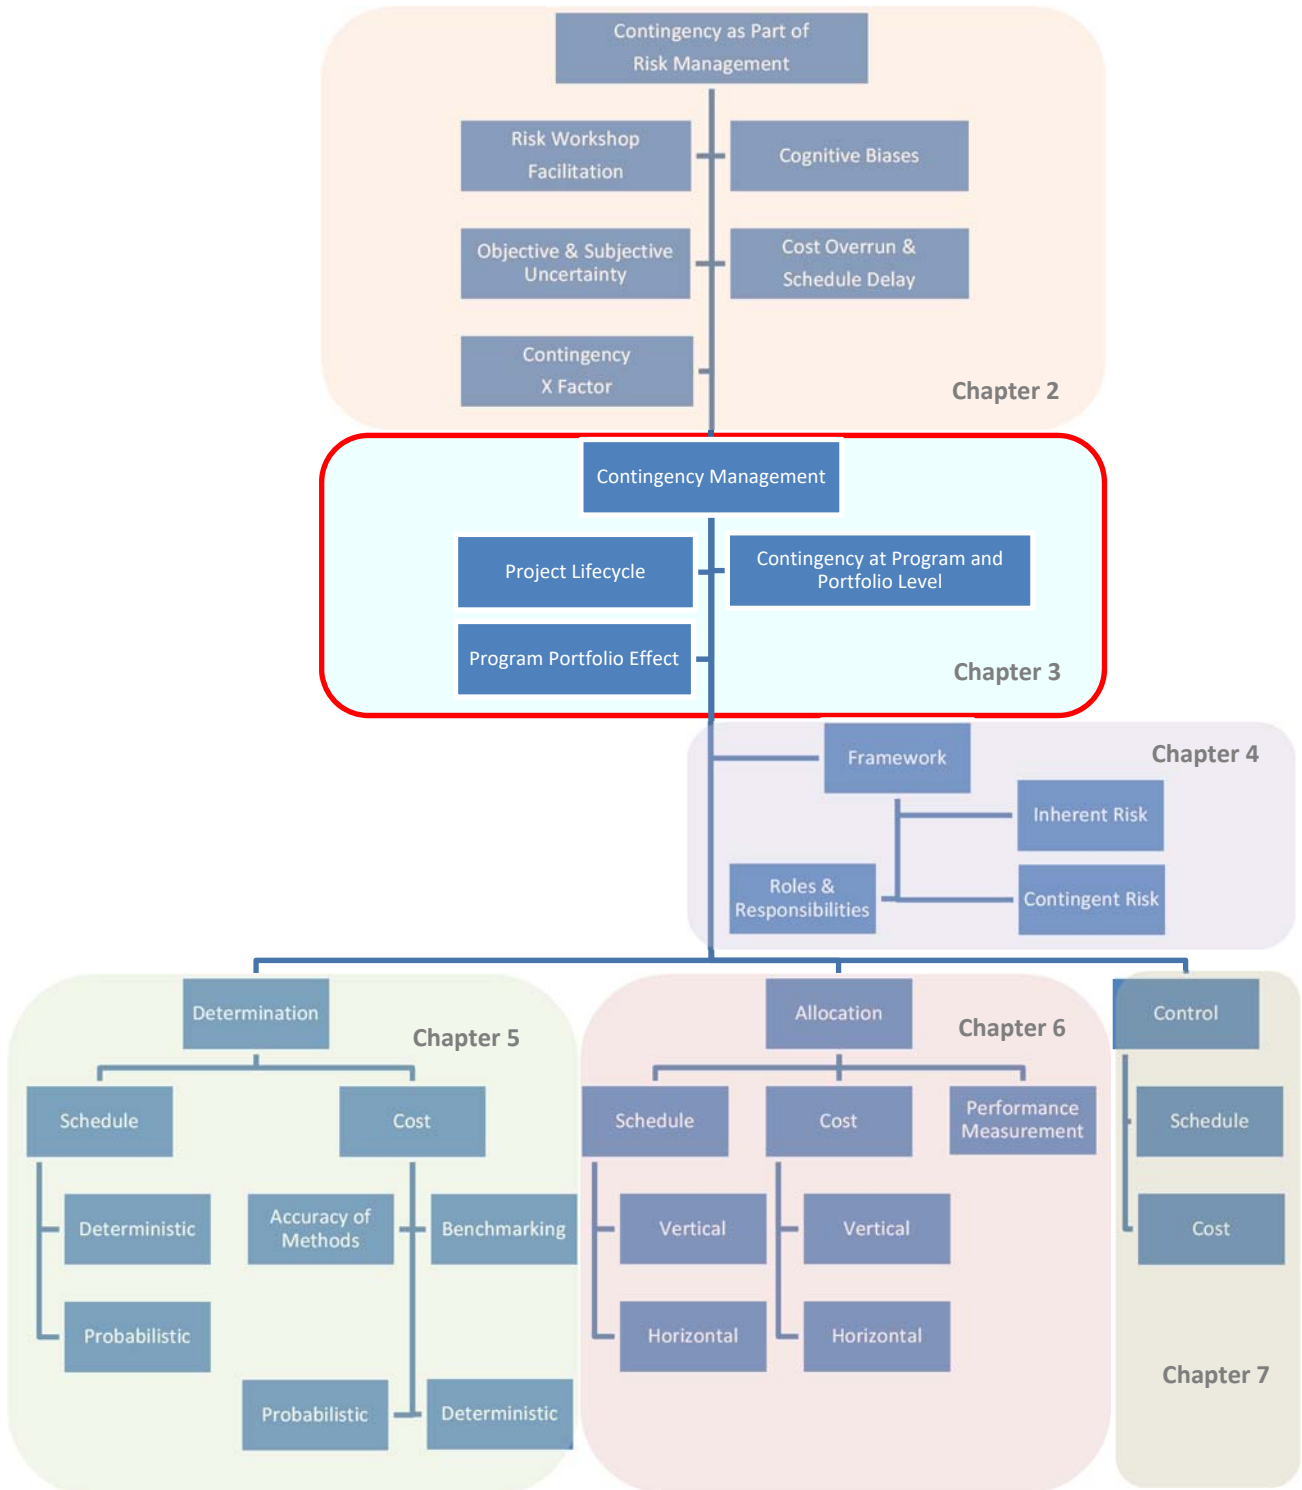 Contingency as Part of
Risk Management
Risk Workshop
Facilitation
Cognitive Biases
Objective & Subjective
Uncertainty
Cost Overrun &
Schedule Delay
Contingency
X Factor
Chapter 2
Contingency Management
Project Lifecycle
Contingency at Program and
Portfolio Level
Program Portfolio Effect
Chapter 3
Framework
Chapter 4
Inherent Risk
Roles &
Responsibilities
Contingent Risk
Determination
Chapter 5
Schedule
Cost
Deterministic
Accuracy of
Methods
Benchmarking
Probabilistic
Probabilistic
Deterministic
Allocation
Chapter 6
Schedule
Cost
Performance
Measurement
Vertical
Vertical
Horizontal
Horizontal
Control
Schedule
Cost
Chapter 7